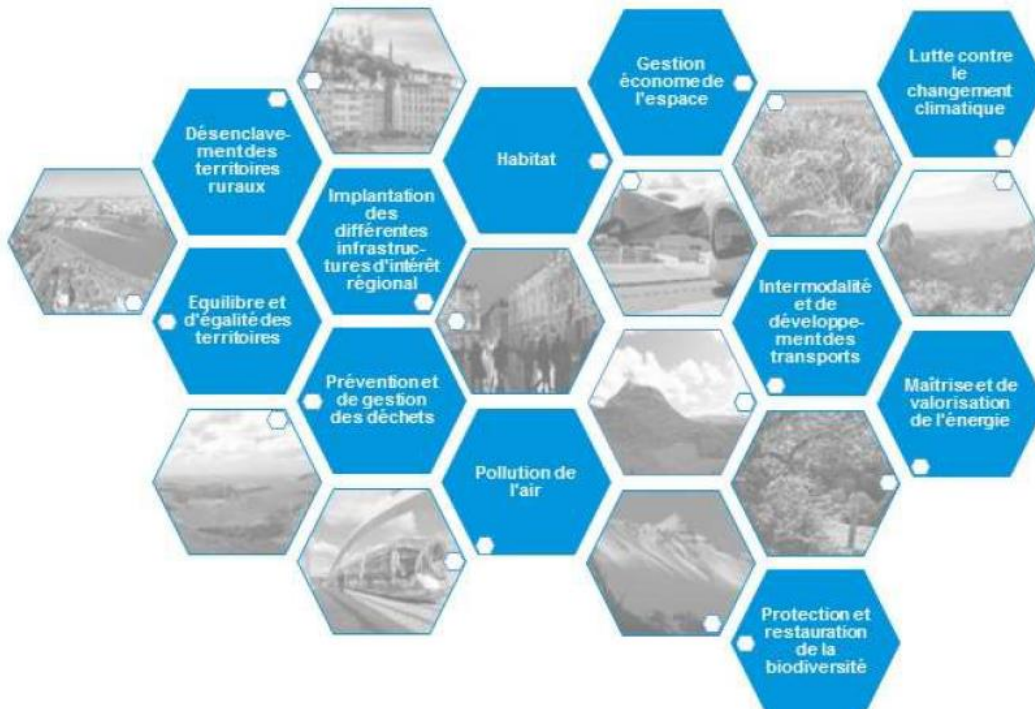 Gestion
économe de
l'espace
Lutte contre
le
changement
climatique
Désenclave-
ment des
territoires
ruraux
Habitat
Implantation
des
différentes
infrastruc-
tures d'intérêt
régional
Equilibre et
d'égalité des
territoires
Intermodalité
et de
développe-
ment des
transports
Prévention et
de gestion
des déchets
Maîtrise et de
valorisation
de l'énergie
Pollution de
l'air
Protection et
restauration
de la
biodiversité